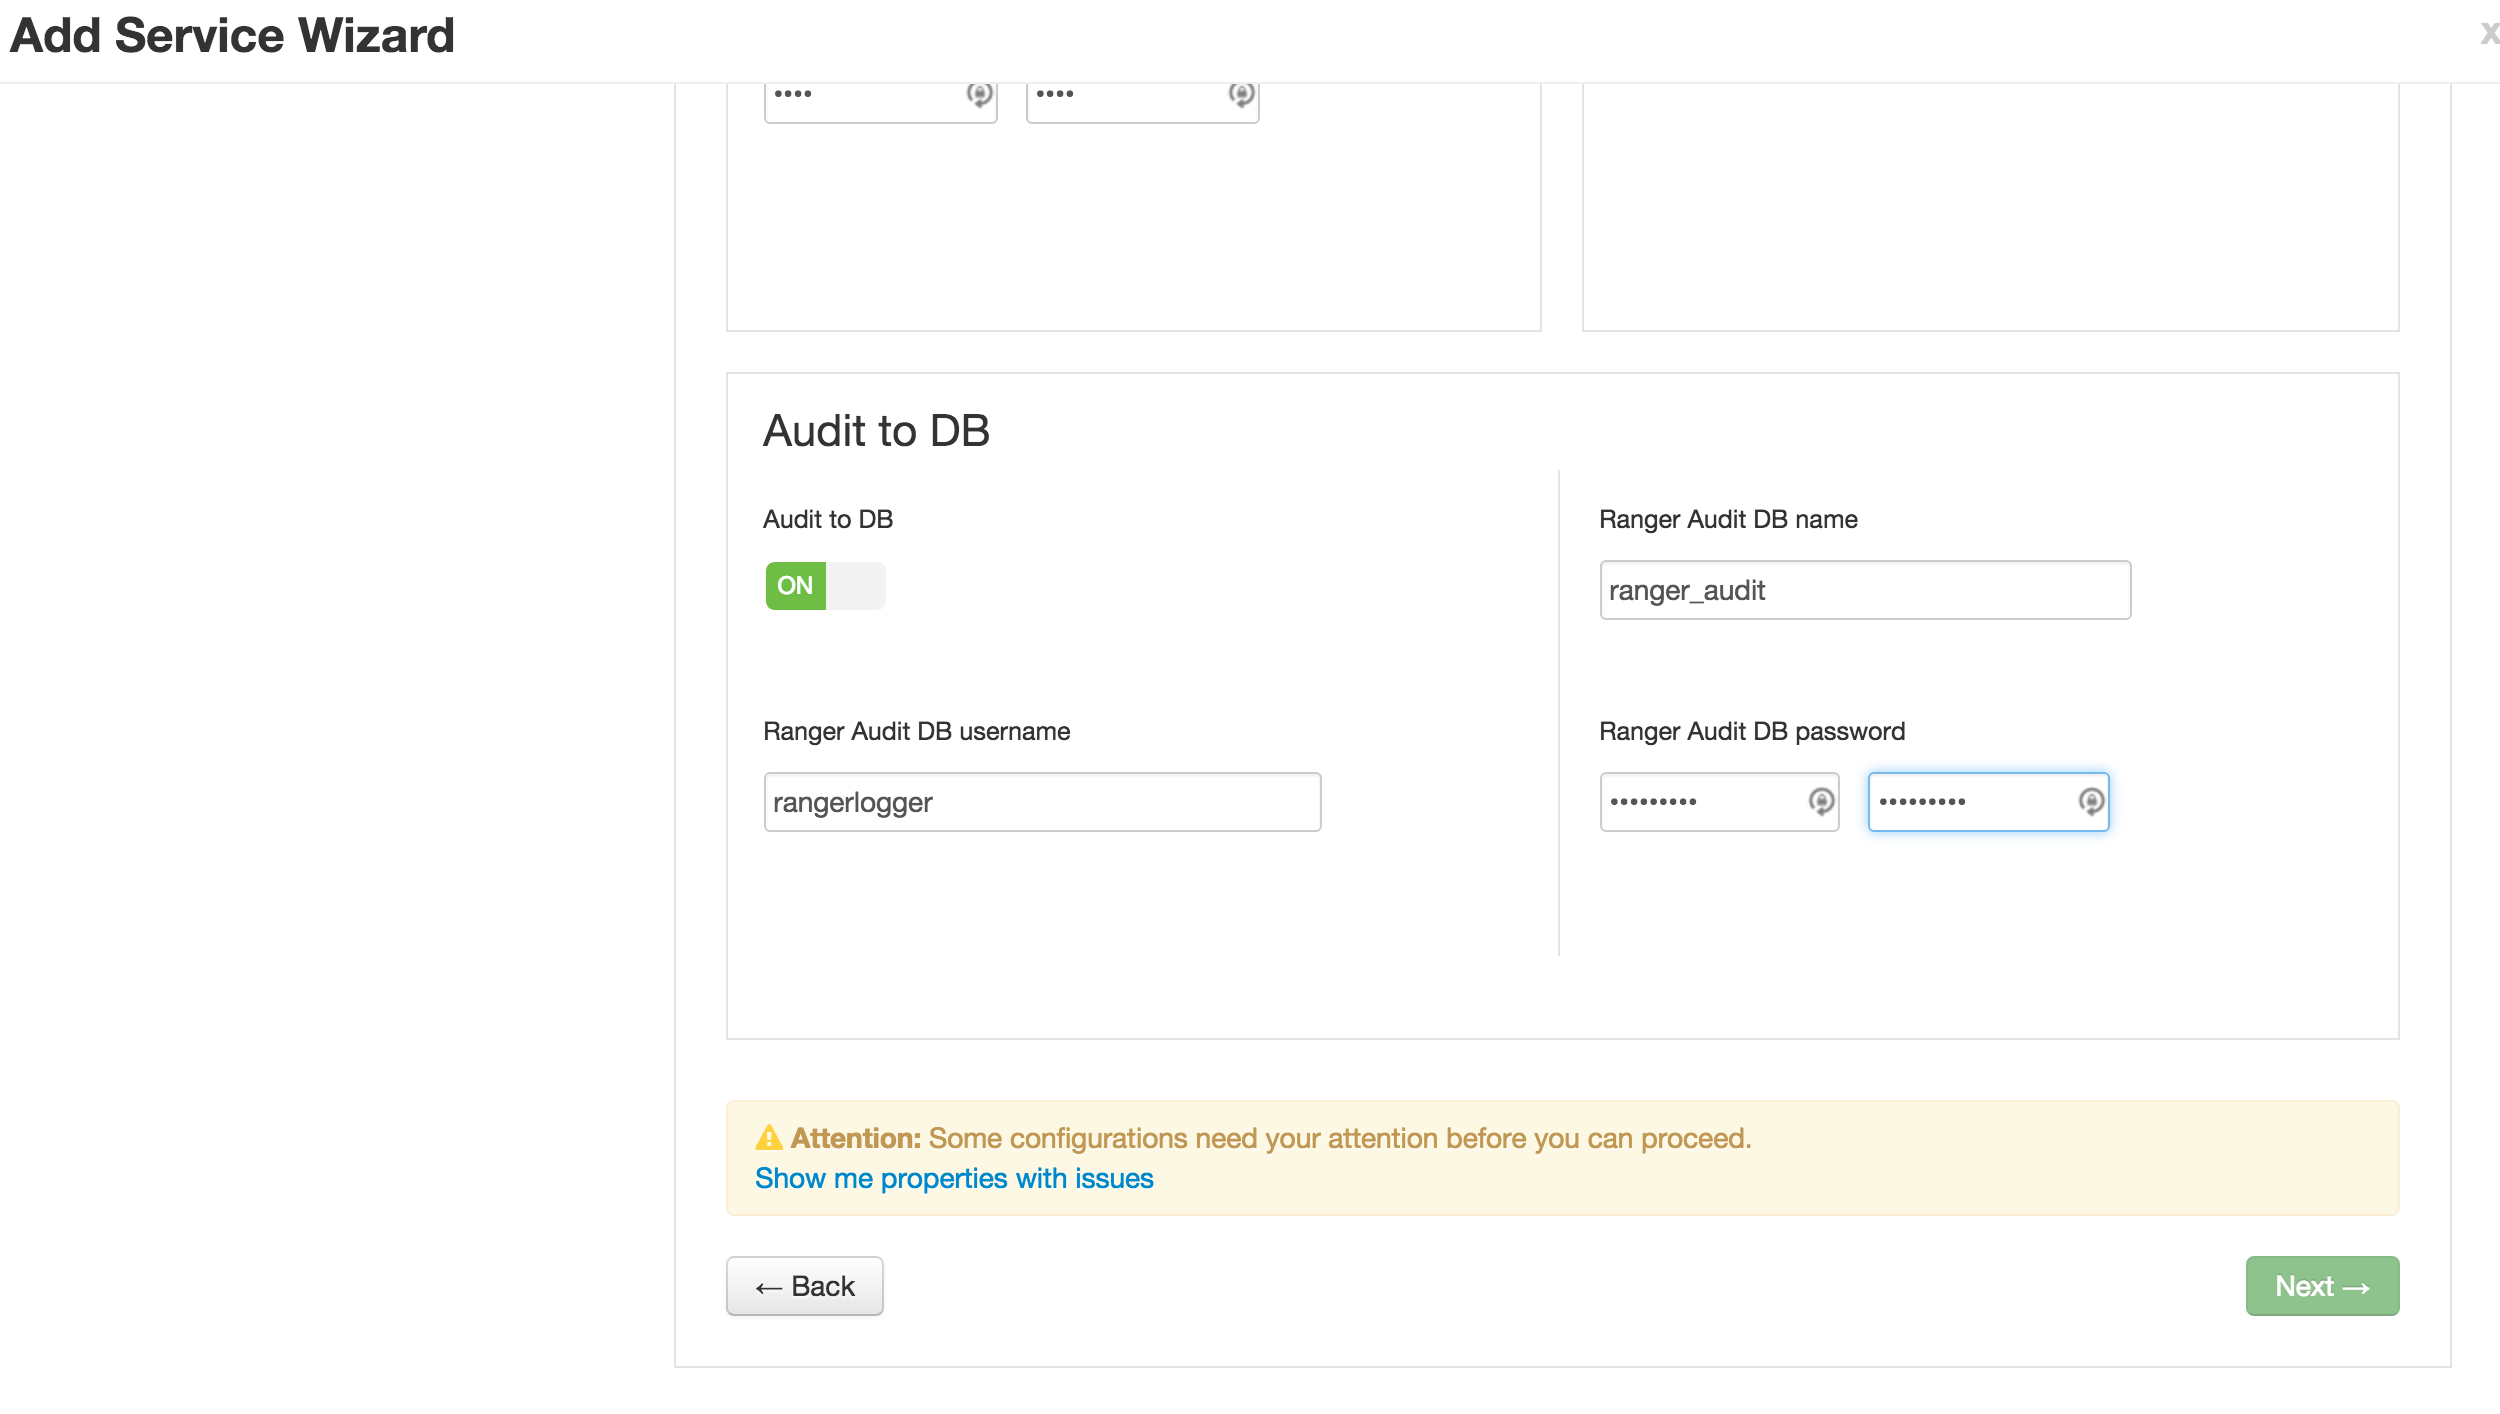 Add Service Wizard
x
•••• ••••
Audit to DB
Audit to DB
Ranger Audit DB name
ON
ranger_audit
Ranger Audit DB username
Ranger Audit DB password
rangerlogger
••••••••• •••••••••
Attention: Some configurations need your attention before you can proceed.
Show me properties with issues
← Back
Next →